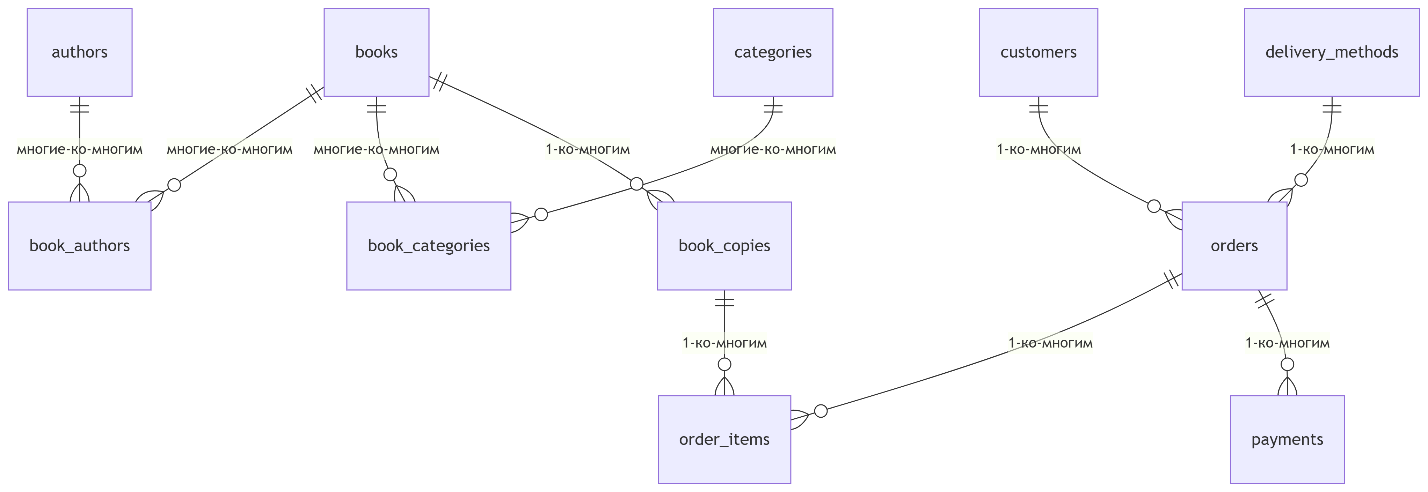 authors
books
categories
customers
delivery_methods
многие-ко-многим
многие-ко-многим
многие-ко-многим
1-ко-многим
многие-ко-многим
1-ко-многим
1-ко-многим
book_authors
book_categories
book_copies
orders
1-ко-многим
1-ко-многим
1-ко-многим
order_items
payments